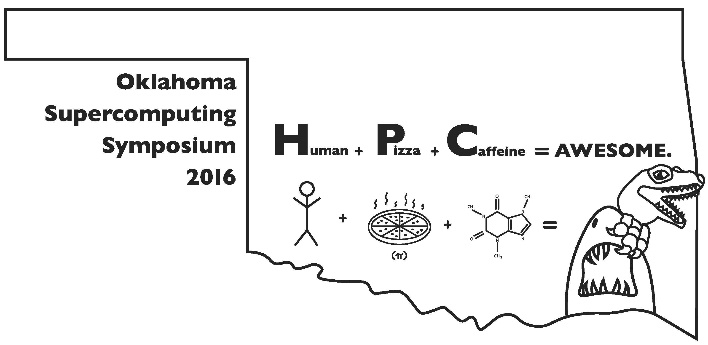 Oklahoma
Supercomputing
Symposium
2016
Human + Pizza + Caffeine = AWESOME.
+ + =
(π)